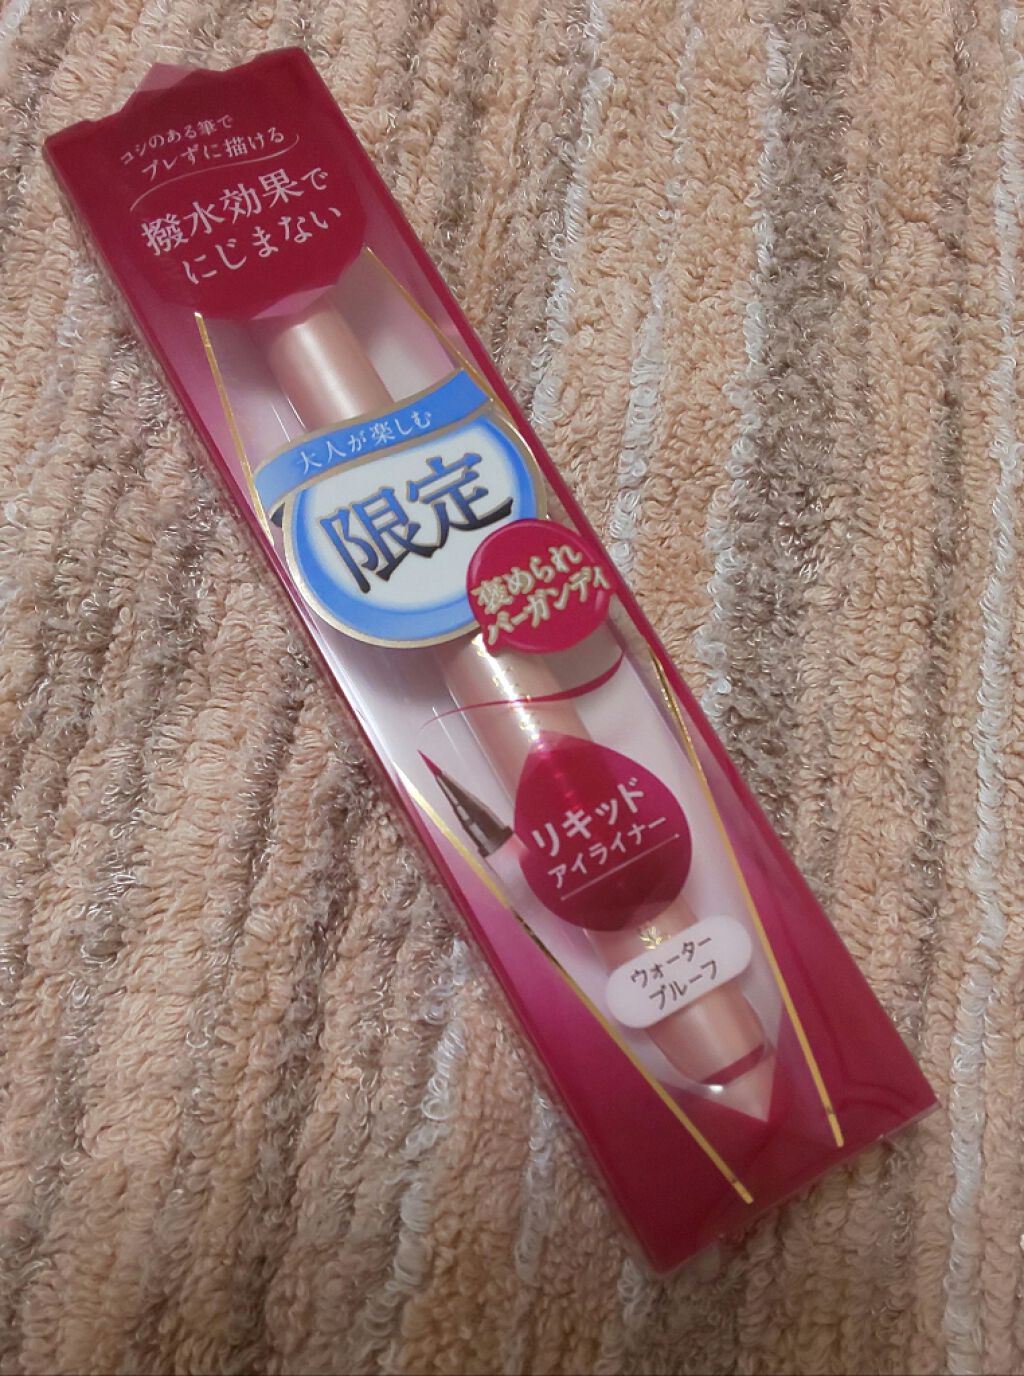 コシのある筆で
ブレずに描ける
撥水効果で
にじまない
大人が楽しむ
限定
褒められ
バーガンディ
リキッド
アイライナー
ウォーター
プルーフ